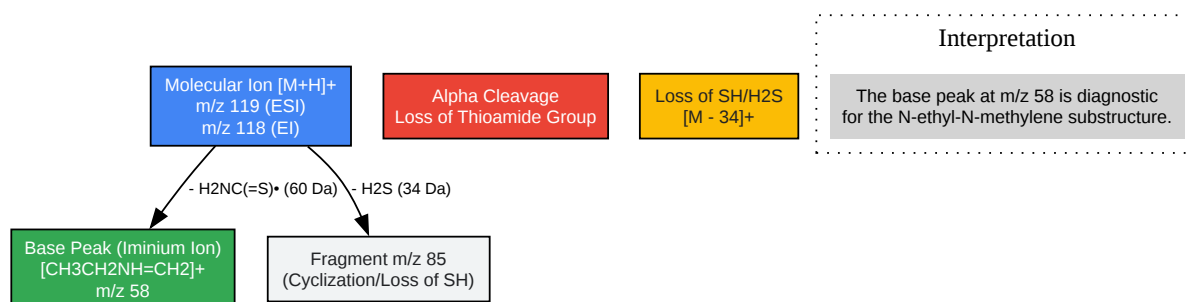 Interpretation
Molecular Ion [M+H]+
m/z 119 (ESI)
m/z 118 (EI)
Alpha Cleavage
Loss of Thioamide Group
Loss of SH/H2S
[M - 34]+
The base peak at m/z 58 is diagnostic
for the N-ethyl-N-methylene substructure.
- H2NC(=S)• (60 Da)
- H2S (34 Da)
Base Peak (Iminium Ion)
[CH3CH2NH=CH2]+
m/z 58
Fragment m/z 85
(Cyclization/Loss of SH)